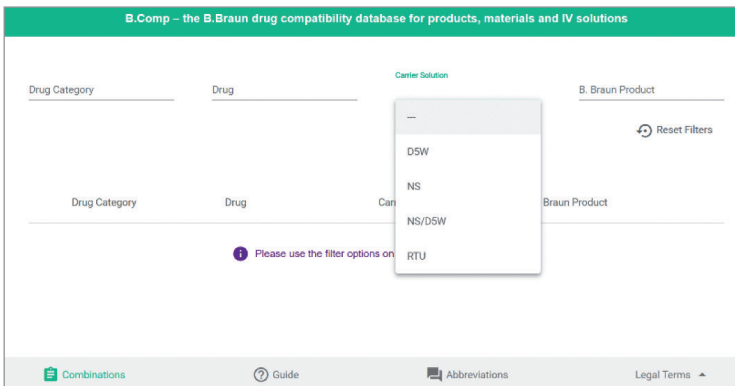 B.Comp – the B.Braun drug compatibility database for products, materials and IV solutions
Carrier Solution
Drug Category
Drug
B. Braun Product
—
Reset Filters
D5W
NS
Drug Category
Drug
Car
Braun Product
NS/D5W
Please use the filter options on
RTU
Combinations
Guide
Abbreviations
Legal Terms